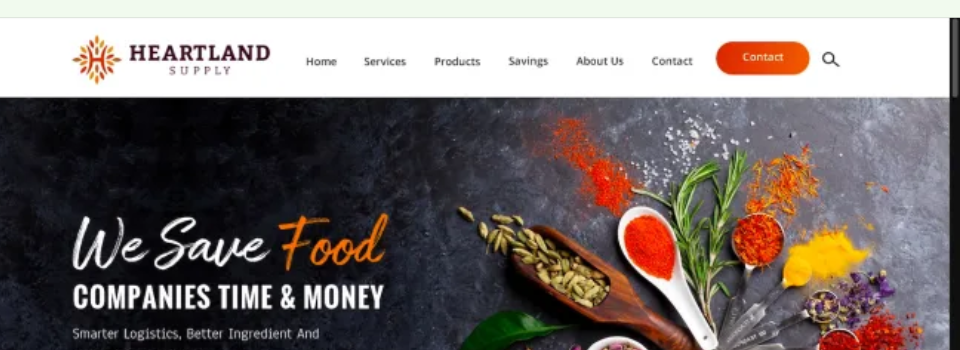 HEARTLAND
SUPPLY
Home Services Products Savings About Us Contact Contact
We Save Food
COMPANIES TIME & MONEY
Smarter Logistics, Better Ingredient And